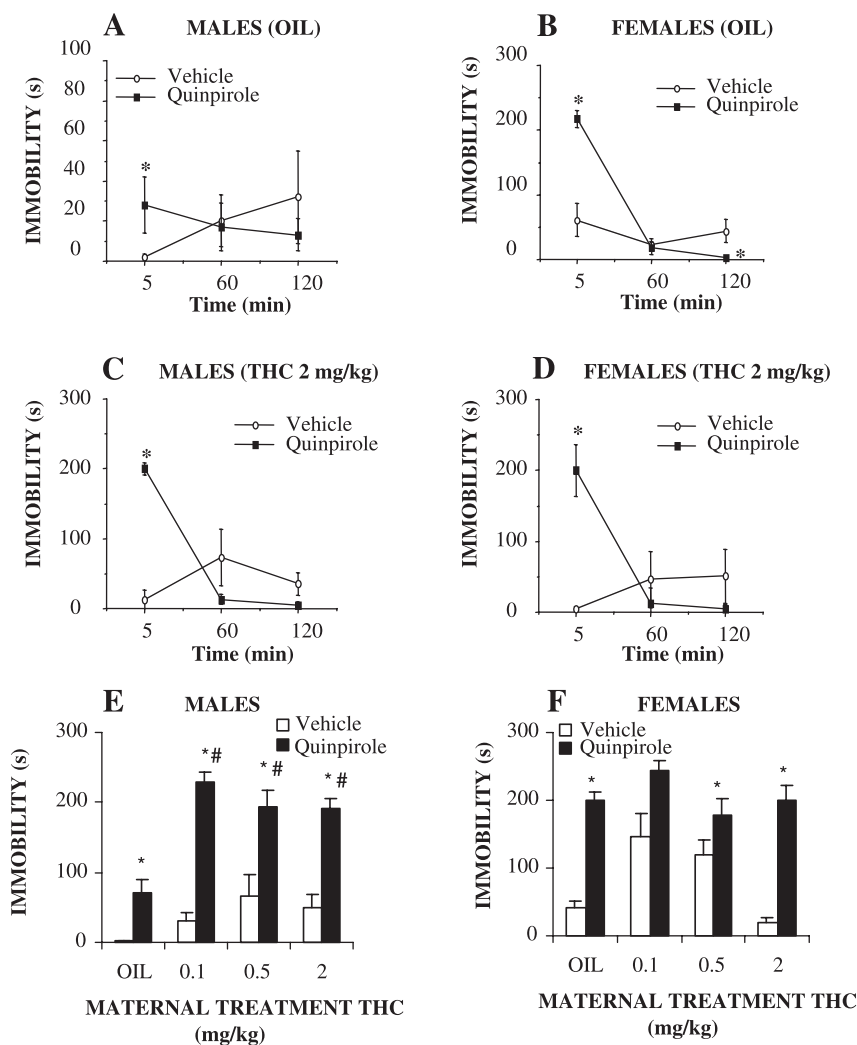 A MALES (OIL)
IMMOBILITY (s)
100
80
60
40
20
0
Vehicle
Quinpirole
*
5 60 120
Time (min)
B FEMALES (OIL)
IMMOBILITY (s)
300
200
100
0
Vehicle
Quinpirole
*
*
5 60 120
Time (min)
C MALES (THC 2 mg/kg)
IMMOBILITY (s)
300
200
100
0
Vehicle
Quinpirole
*
5 60 120
Time (min)
D FEMALES (THC 2 mg/kg)
IMMOBILITY (s)
300
200
100
0
Vehicle
Quinpirole
*
5 60 120
Time (min)
E MALES
IMMOBILITY (s)
300
200
100
0
Vehicle
Quinpirole
* *# *# *#
OIL 0.1 0.5 2
MATERNAL TREATMENT THC
(mg/kg)
F FEMALES
IMMOBILITY (s)
300
200
100
0
Vehicle
Quinpirole
* * *
OIL 0.1 0.5 2
MATERNAL TREATMENT THC
(mg/kg)